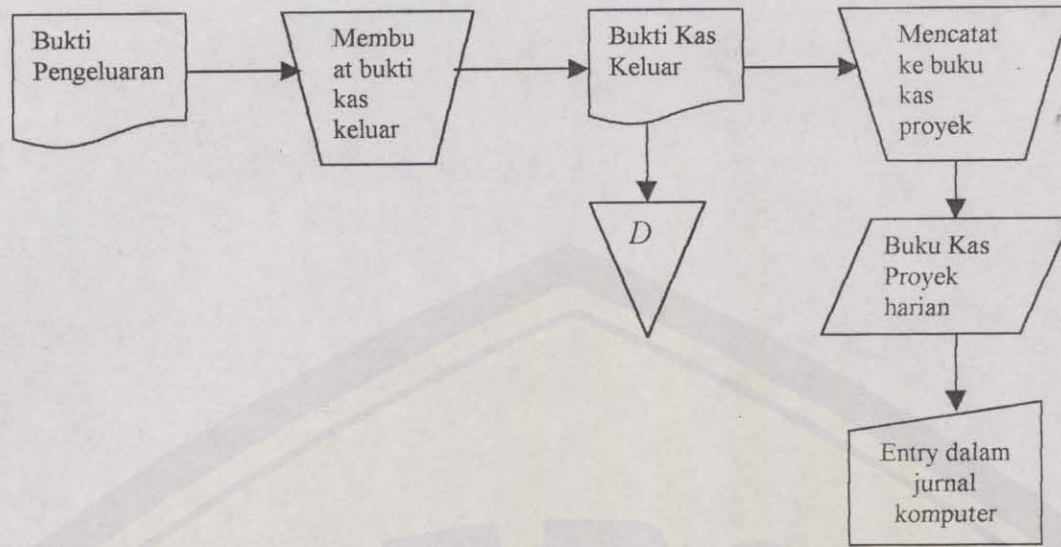 Bukti
Pengeluaran
Membu
at bukti
kas
keluar
Bukti Kas
Keluar
Mencatat
ke buku
kas
proyek
D
Buku Kas
Proyek
harian
Entry dalam
jurnal
komputer